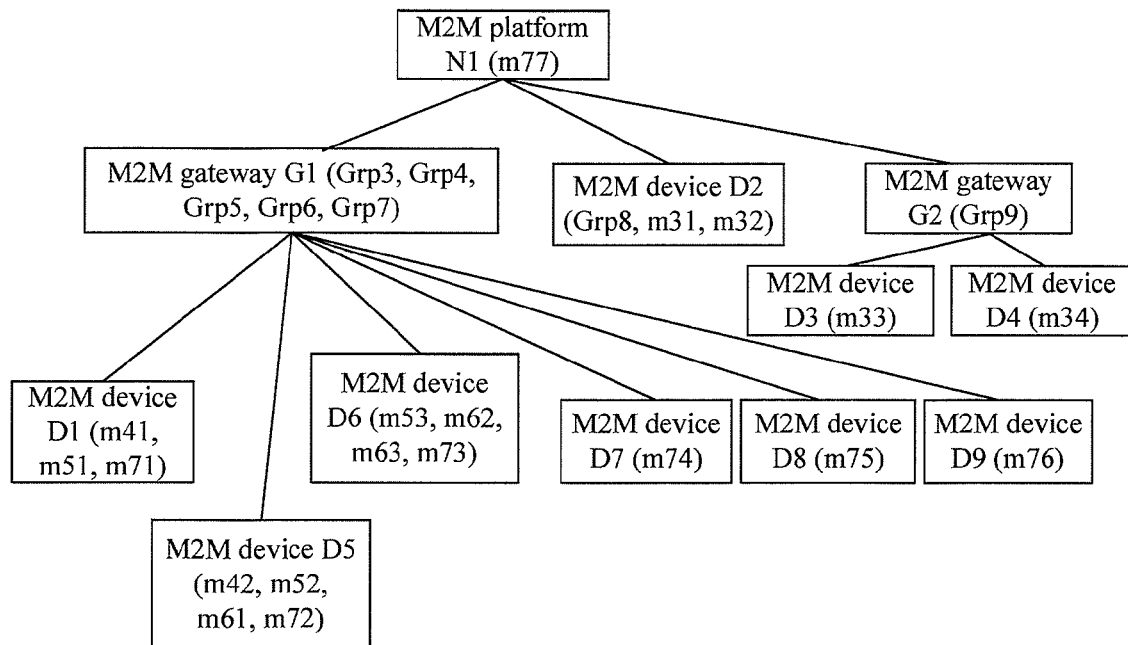 M2M platform
N1 (m77)
M2M gateway G1 (Grp3, Grp4,
Grp5, Grp6, Grp7)
M2M device D2
(Grp8, m31, m32)
M2M gateway
G2 (Grp9)
M2M device
D3 (m33)
M2M device
D4 (m34)
M2M device
D1 (m41,
m51, m71)
M2M device
D6 (m53, m62,
m63, m73)
M2M device
D7 (m74)
M2M device
D8 (m75)
M2M device
D9 (m76)
M2M device D5
(m42, m52,
m61, m72)